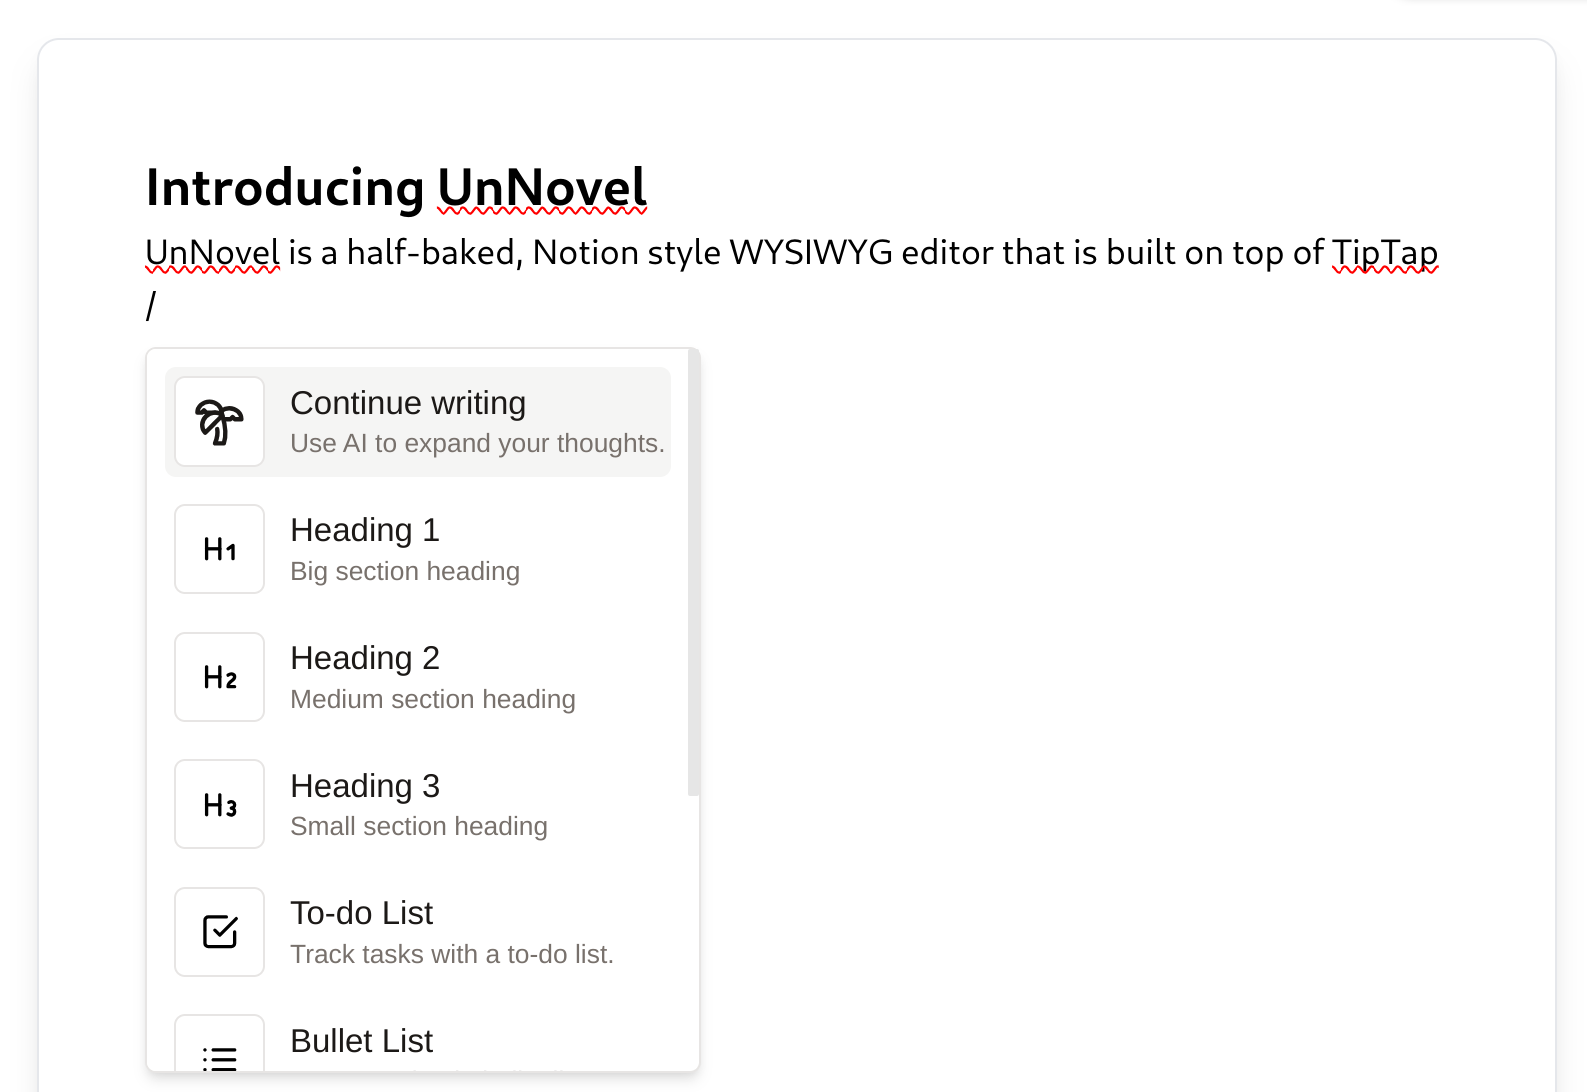 Introducing UnNovel
UnNovel is a half-baked, Notion style WYSIWYG editor that is built on top of TipTap
/
Continue writing
Use AI to expand your thoughts.
H1
Heading 1
Big section heading
H2
Heading 2
Medium section heading
H3
Heading 3
Small section heading
To-do List
Track tasks with a to-do list.
Bullet List